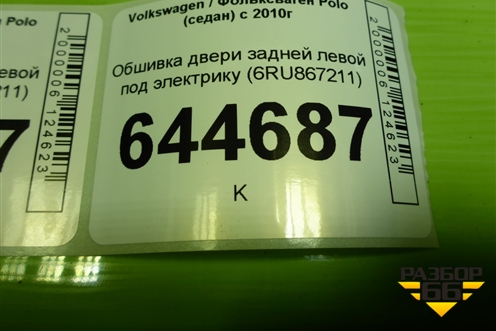 Volkswagen / Фольксваген Polo
(седан) с 2010г
Обшивка двери задней левой
под электрику (6RU867211)
644687
K
2000006124623
2000006124623
n Polo
левой
211)
7
РАЗБОР
66